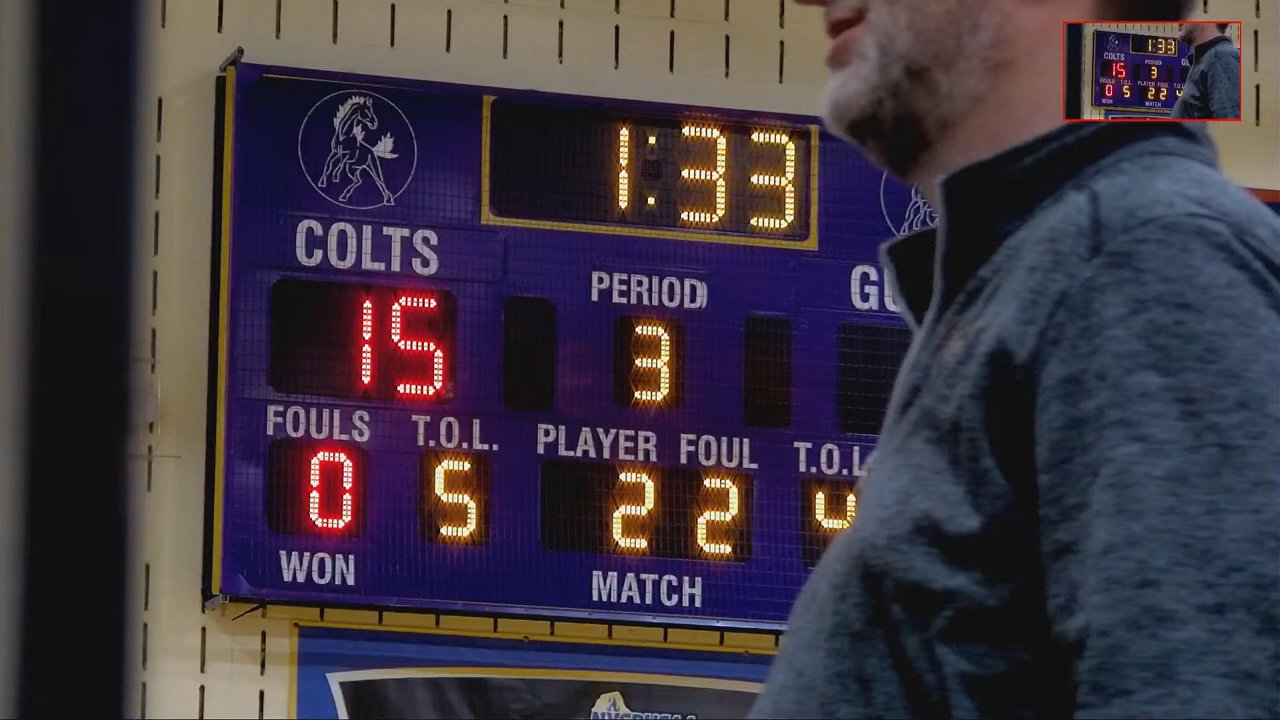 1:33
COLTS
PERIOD
15
3
FOULS T.O.L. PLAYER FOUL T.O.L
0 5 2 2 4
WON
MATCH